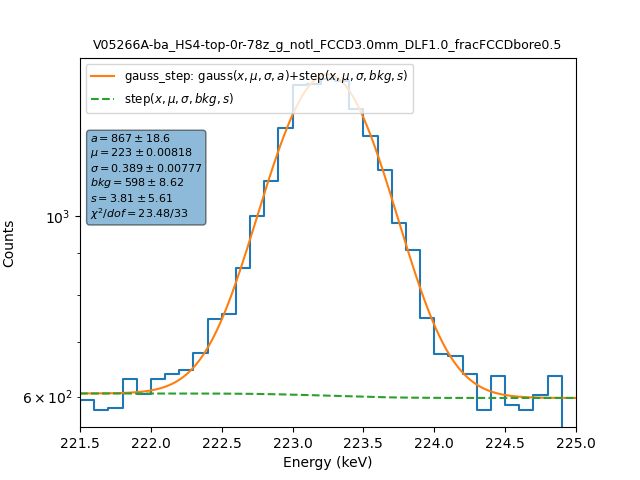 V05266A-ba_HS4-top-0r-78z_g_notl_FCCD3.0mm_DLF1.0_fracFCCDbore0.5
gauss_step: gauss(x, μ, σ, a)+step(x, μ, σ, bkg, s)
step(x, μ, σ, bkg, s)
a = 867 ± 18.6
μ = 223 ± 0.00818
σ = 0.389 ± 0.00777
bkg = 598 ± 8.62
s = 3.81 ± 5.61
χ²/dof = 23.48/33
10³
6 × 10²
Counts
221.5 222.0 222.5 223.0 223.5 224.0 224.5 225.0
Energy (keV)